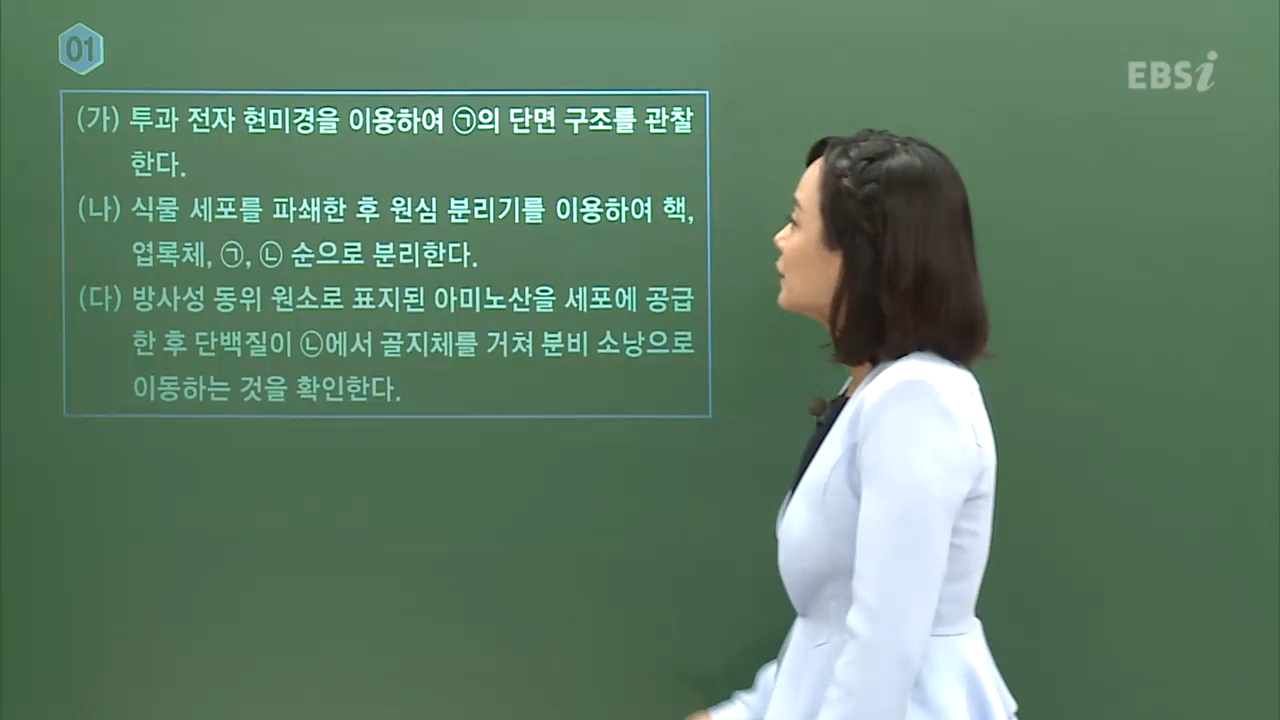 01
EBSi
(가) 투과 전자 현미경을 이용하여 ㉠의 단면 구조를 관찰
한다.
(나) 식물 세포를 파쇄한 후 원심 분리기를 이용하여 핵,
엽록체, ㉠, ㉡ 순으로 분리한다.
(다) 방사성 동위 원소로 표지된 아미노산을 세포에 공급
한 후 단백질이 ㉡에서 골지체를 거쳐 분비 소낭으로
이동하는 것을 확인한다.